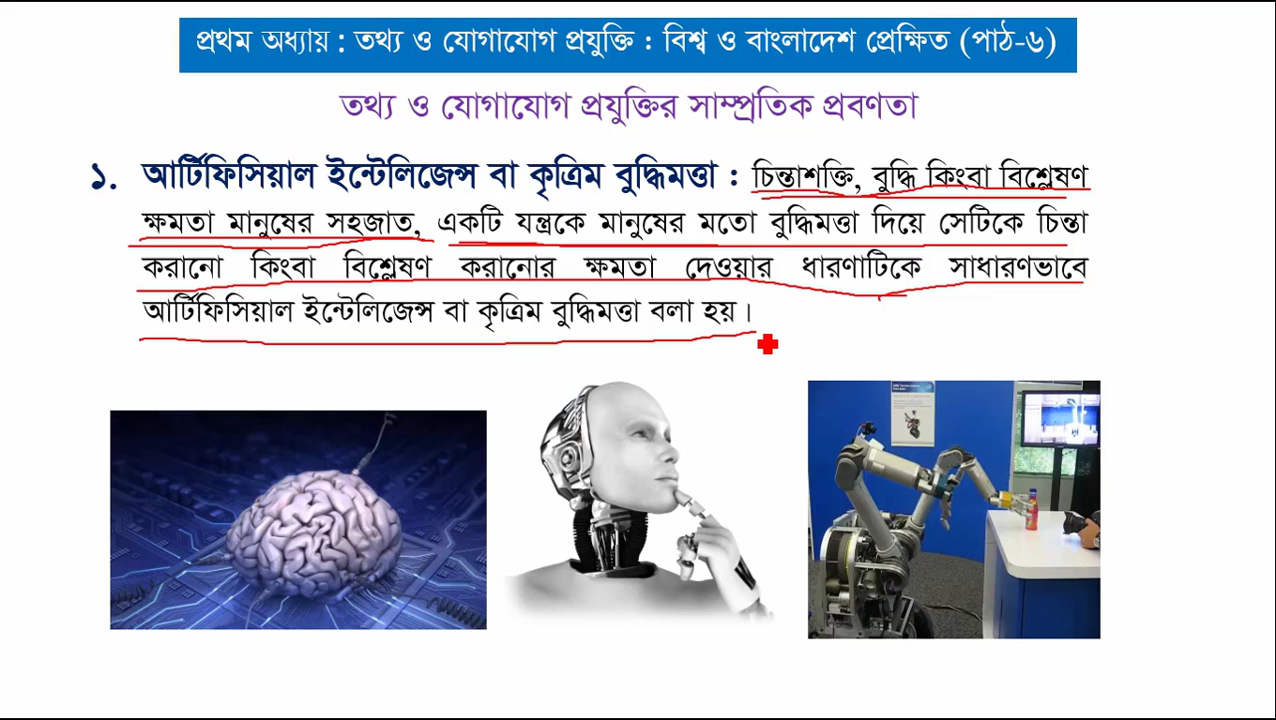 প্রথম অধ্যায় : তথ্য ও যোগাযোগ প্রযুক্তি : বিশ্ব ও বাংলাদেশ প্রেক্ষিত (পাঠ-৬)
তথ্য ও যোগাযোগ প্রযুক্তির সাম্প্রতিক প্রবণতা
১. আর্টিফিসিয়াল ইন্টেলিজেন্স বা কৃত্রিম বুদ্ধিমত্তা : চিন্তাশক্তি, বুদ্ধি কিংবা বিশ্লেষণ
ক্ষমতা মানুষের সহজাত, একটি যন্ত্রকে মানুষের মতো বুদ্ধিমত্তা দিয়ে সেটিকে চিন্তা
করানো কিংবা বিশ্লেষণ করানোর ক্ষমতা দেওয়ার ধারণাটিকে সাধারণভাবে
আর্টিফিসিয়াল ইন্টেলিজেন্স বা কৃত্রিম বুদ্ধিমত্তা বলা হয়।